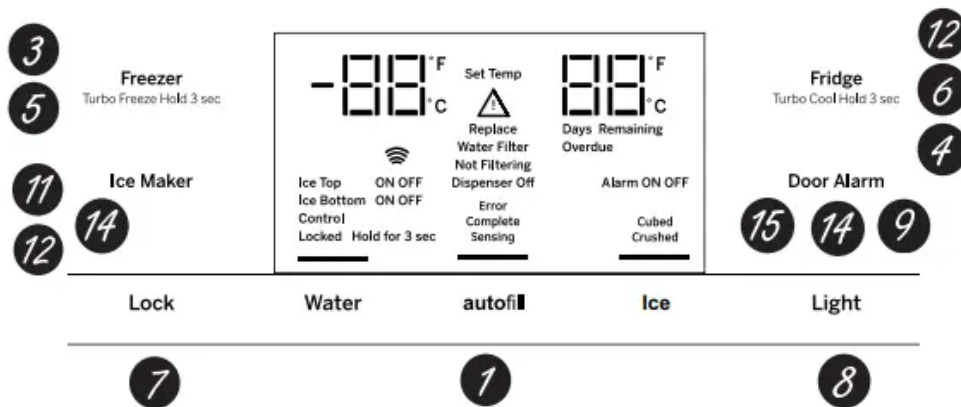 3
5
Freezer
Turbo Freeze Hold 3 sec
11
12
14
Ice Maker
-88 °F °C
Set Temp
Replace
Water Filter
Not Filtering
Dispenser Off
Error
Complete
Sensing
88 °F °C
Days Remaining
Overdue
Ice Top ON OFF
Ice Bottom ON OFF
Control
Locked Hold for 3 sec
Alarm ON OFF
Cubed
Crushed
12
6
4
Fridge
Turbo Cool Hold 3 sec
Door Alarm
15 14 9
Lock Water autofill Ice Light
7 1 8